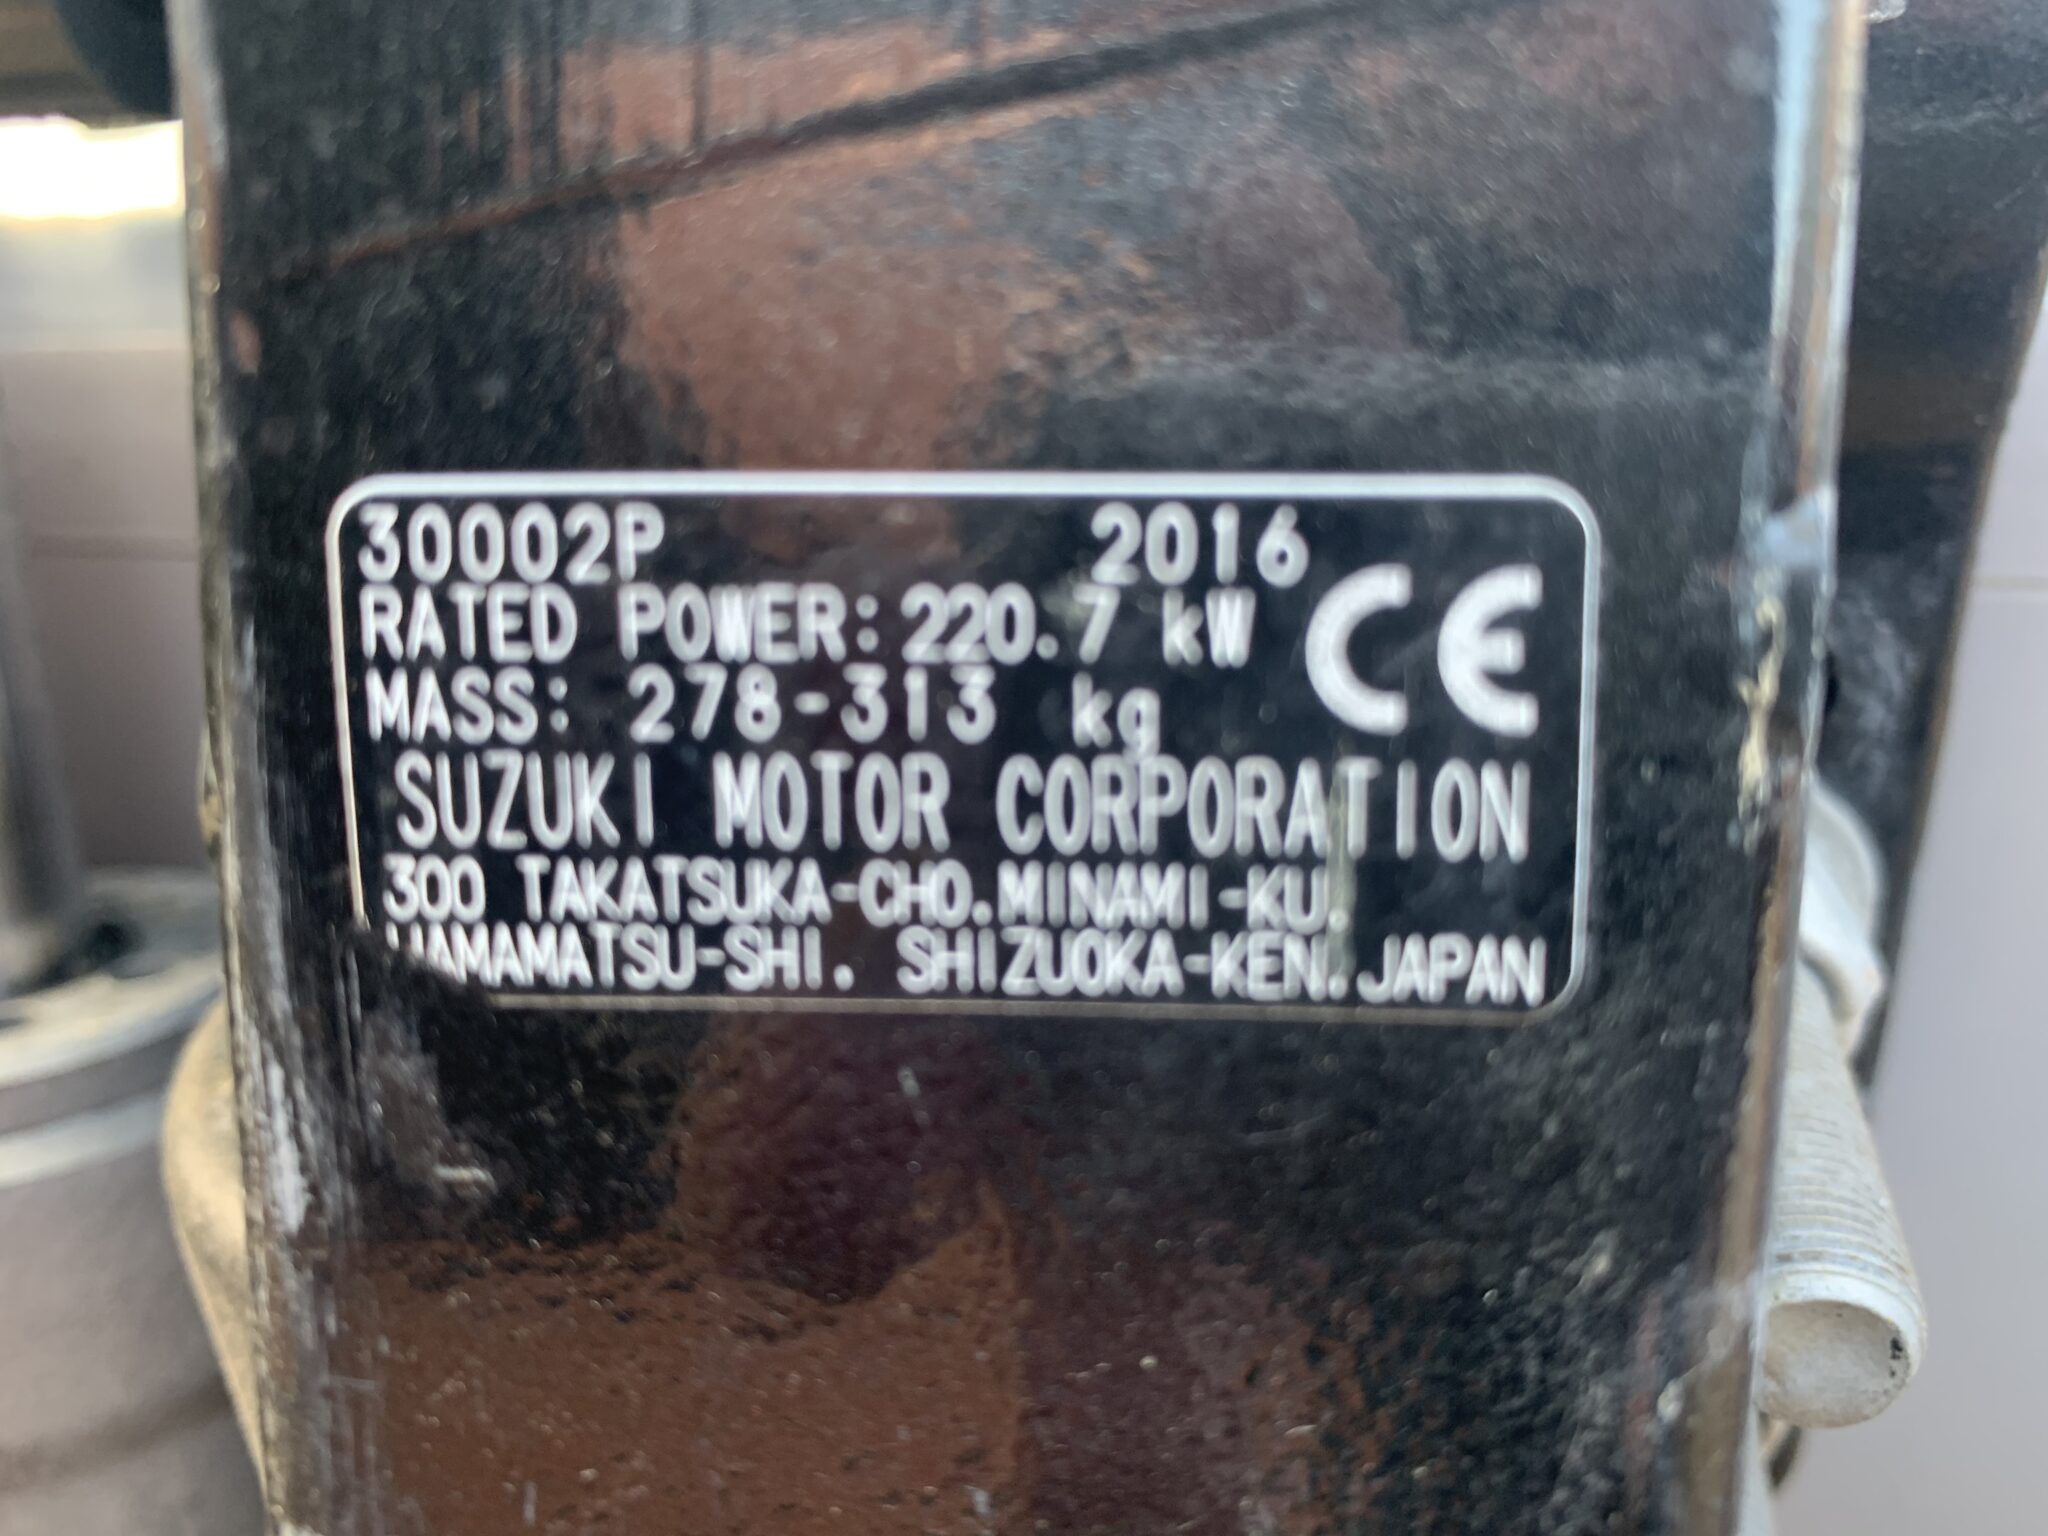 30002P 2016
RATED POWER: 220.7 kW CE
MASS: 278-313 kg
SUZUKI MOTOR CORPORATION
300 TAKATSUKA-CHO. MINAMI-KU.
HAMAMATSU-SHI. SHIZUOKA-KEN. JAPAN